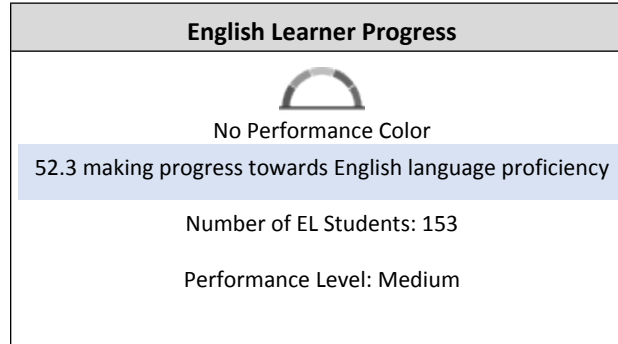 English Learner Progress
No Performance Color
52.3 making progress towards English language proficiency
Number of EL Students: 153
Performance Level: Medium